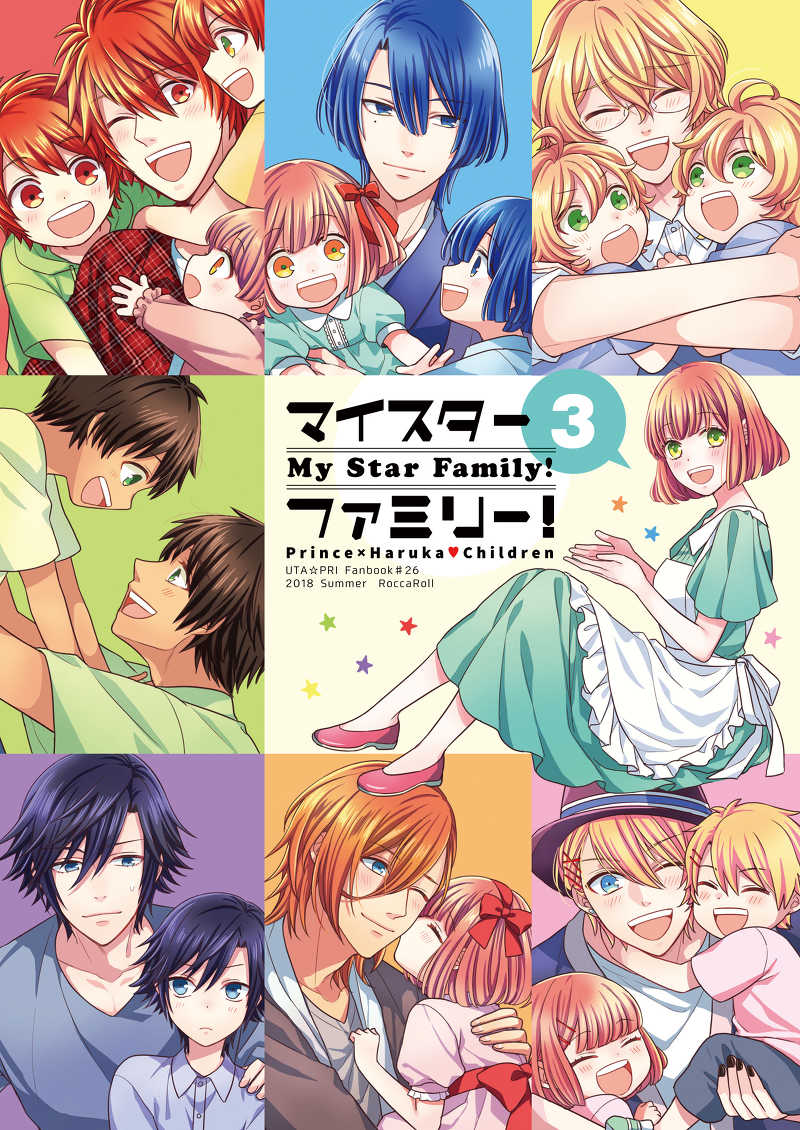 マイスター
3
My Star Family!
ファミリー!
Prince×Haruka♥Children
UTA☆PRI Fanbook#26
2018 Summer RoccaRoll